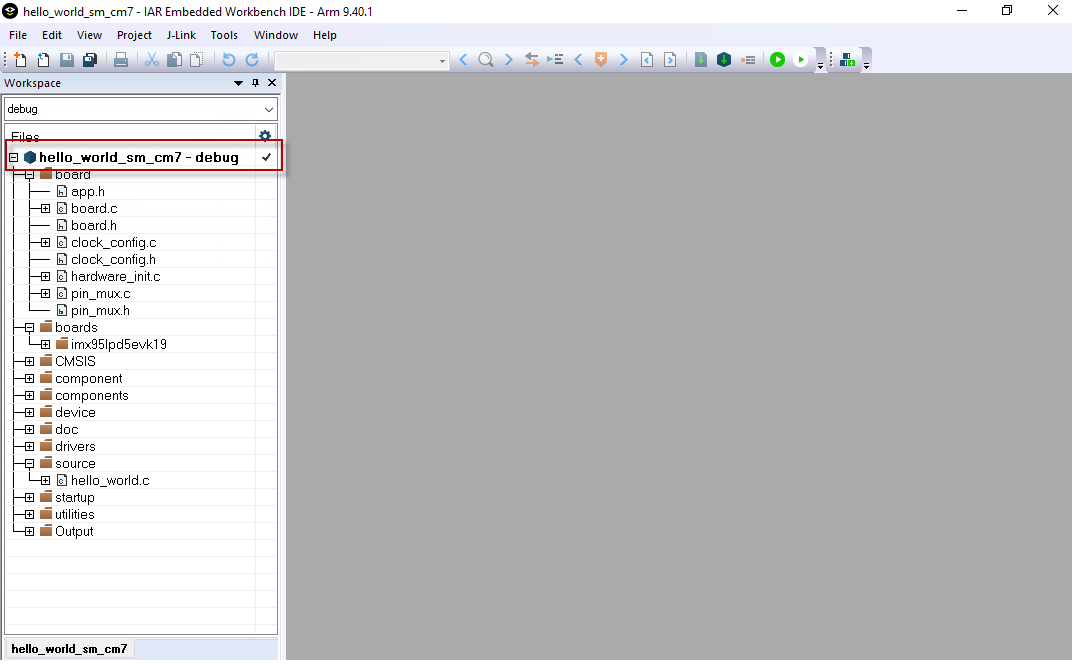 hello_world_sm_cm7 - IAR Embedded Workbench IDE - Arm 9.40.1
File Edit View Project J-Link Tools Window Help
Workspace
debug
Files
hello_world_sm_cm7 - debug
board
app.h
board.c
board.h
clock_config.c
clock_config.h
hardware_init.c
pin_mux.c
pin_mux.h
boards
imx95lpd5evk19
CMSIS
component
components
device
doc
drivers
source
hello_world.c
startup
utilities
Output
hello_world_sm_cm7